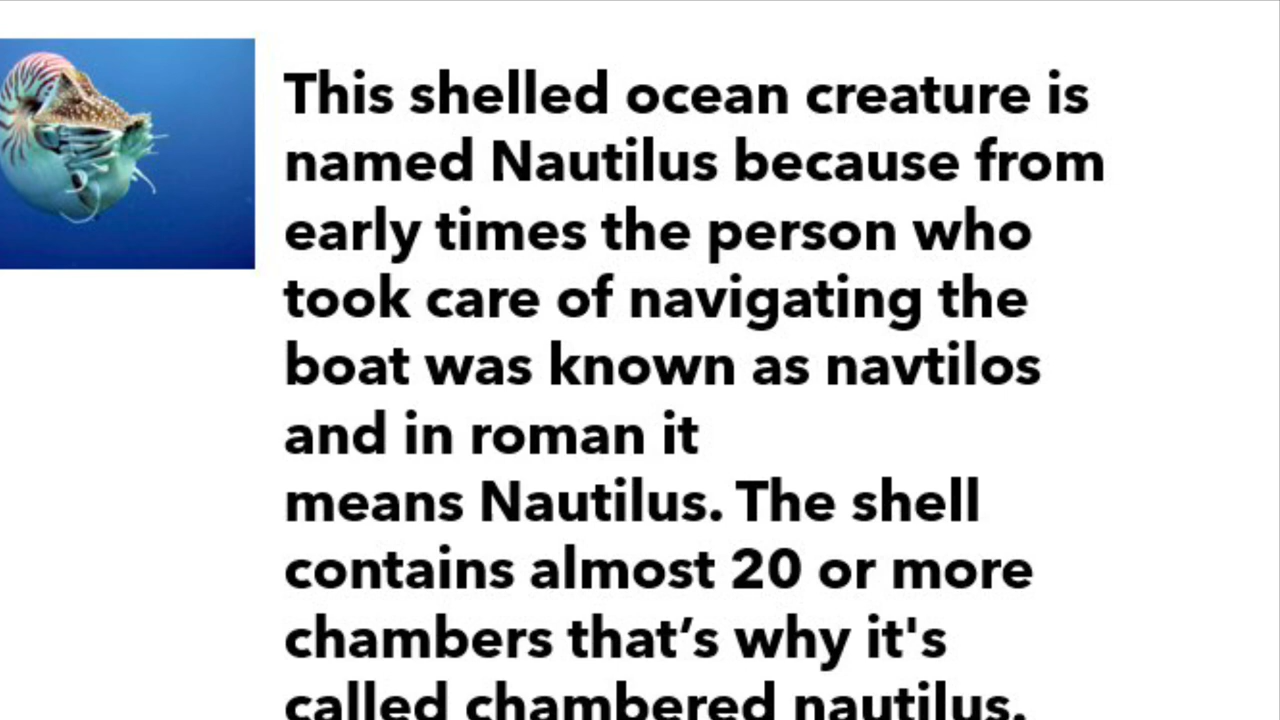 This shelled ocean creature is
named Nautilus because from
early times the person who
took care of navigating the
boat was known as navtilos
and in roman it
means Nautilus. The shell
contains almost 20 or more
chambers that’s why it's
called chambered nautilus.